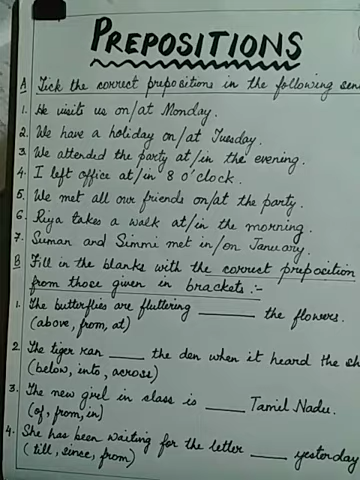 PREPOSITIONS
A Tick the correct prepositions in the following sen
1. He visits us on/at Monday.
2. We have a holiday on/at Tuesday.
3. We attended the party at/in the evening.
4. I left office at/in 8 o'clock.
5. We met all our friends on/at the party.
6. Riya takes a walk at/in the morning.
7. Suman and Simmi met in/on January.
B Fill in the blanks with the correct preposition
from those given in brackets :-
1. The butterflies are fluttering ______ the flowers.
(above, from, at)
2. The tiger ran ____ the den when it heard the sh
(below, into, across)
3. The new girl in class is ____ Tamil Nadu.
(of, from, in)
4. She has been waiting for the letter ____ yesterday
(till, since, from)